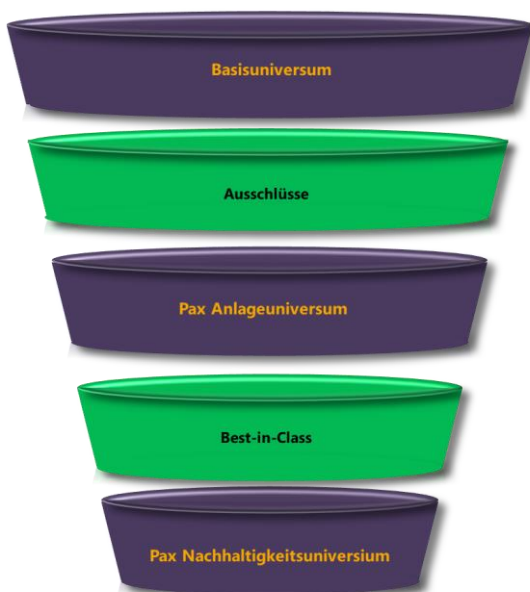 Basisuniversum
Ausschlüsse
Pax Anlageuniversum
Best-in-Class
Pax Nachhaltigkeitsuniversium